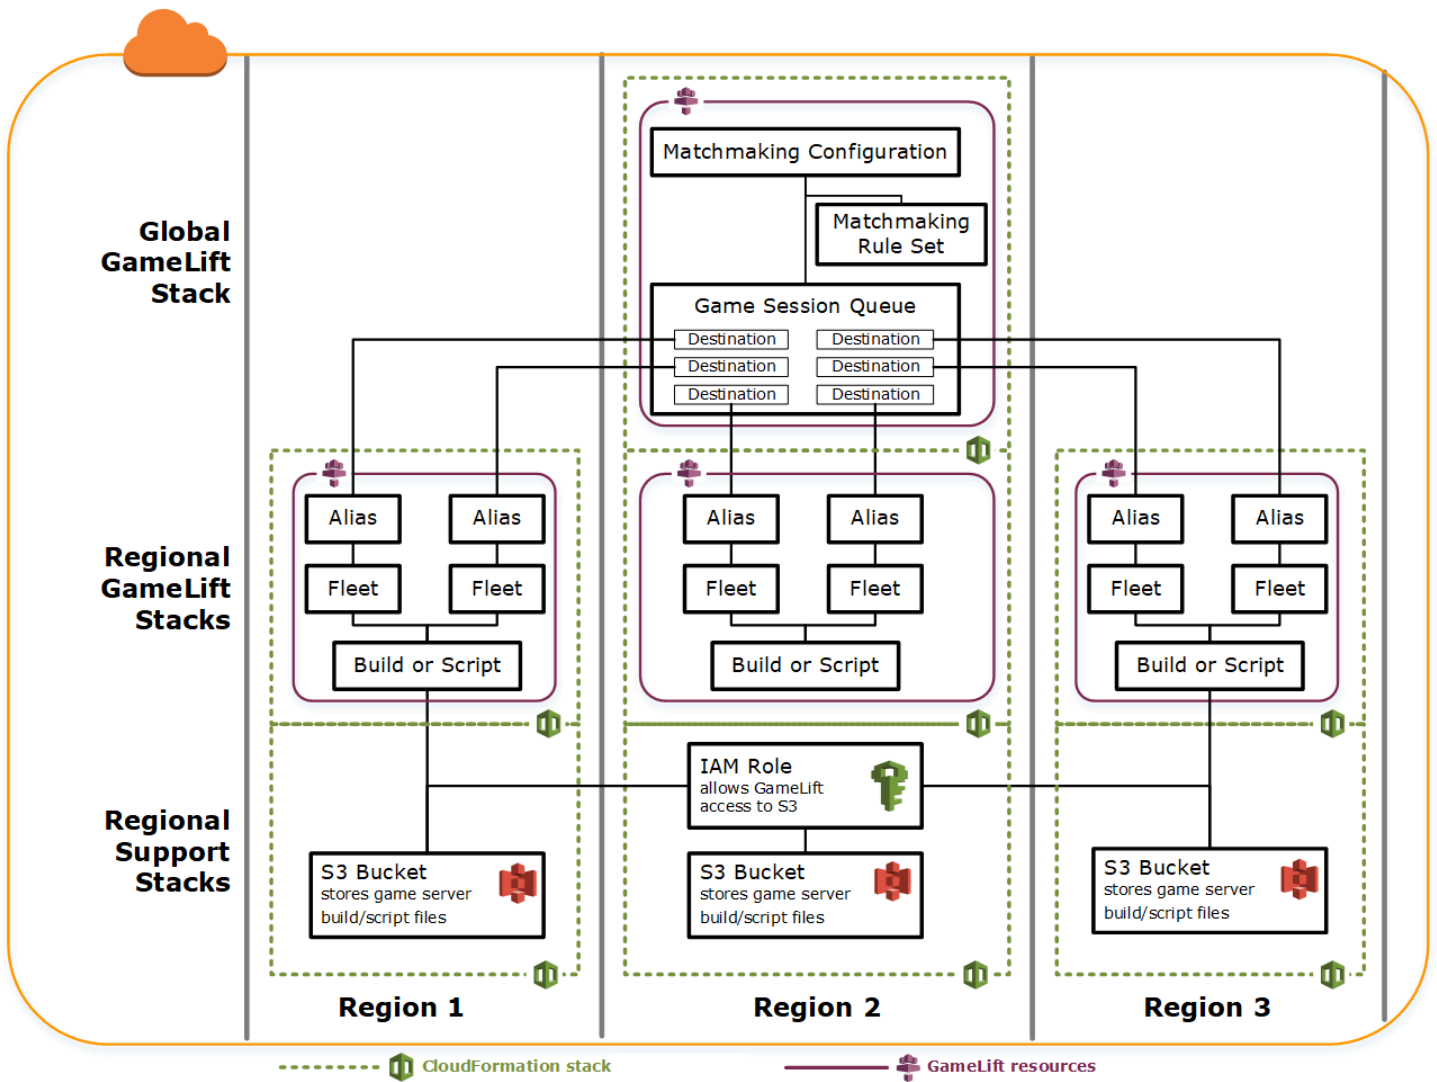 Global
GameLift
Stack
Matchmaking Configuration
Matchmaking
Rule Set
Game Session Queue
Destination
Destination
Destination
Destination
Destination
Destination
Regional
GameLift
Stacks
Alias
Alias
Fleet
Fleet
Build or Script
Alias
Alias
Fleet
Fleet
Build or Script
Alias
Alias
Fleet
Fleet
Build or Script
Regional
Support
Stacks
IAM Role
allows GameLift
access to S3
S3 Bucket
stores game server
build/script files
S3 Bucket
stores game server
build/script files
S3 Bucket
stores game server
build/script files
Region 1
Region 2
Region 3
CloudFormation stack
GameLift resources